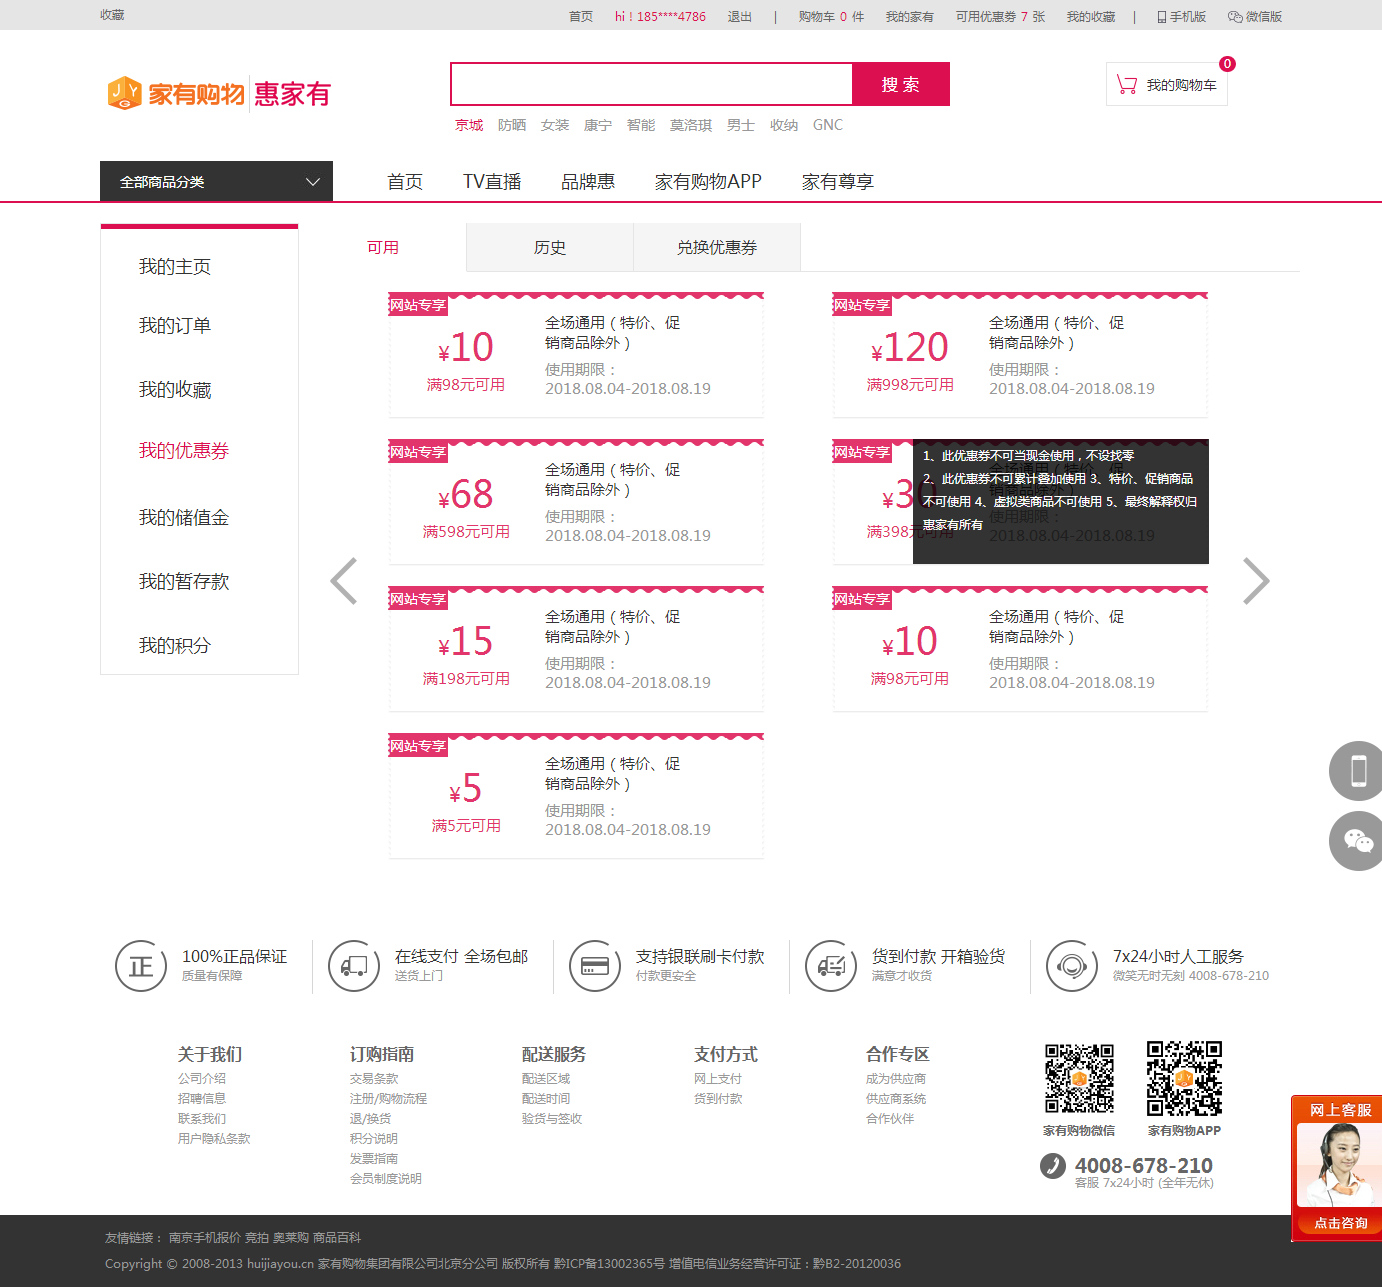 收藏
首页 hi！185****4786 退出 | 购物车 0 件 我的家有 可用优惠券 7 张 我的收藏 | 手机版 微信版
JYG 家有购物 惠家有
搜 索
0
我的购物车
京城 防晒 女装 康宁 智能 莫洛琪 男士 收纳 GNC
全部商品分类
首页 TV直播 品牌惠 家有购物APP 家有尊享
我的主页
我的订单
我的收藏
我的优惠券
我的储值金
我的暂存款
我的积分
可用 历史 兑换优惠券
网站专享
¥10
满98元可用
全场通用（特价、促
销商品除外）
使用期限：
2018.08.04-2018.08.19
网站专享
¥120
满998元可用
全场通用（特价、促
销商品除外）
使用期限：
2018.08.04-2018.08.19
网站专享
¥68
满598元可用
全场通用（特价、促
销商品除外）
使用期限：
2018.08.04-2018.08.19
网站专享
¥30
满398元可用
1、此优惠券不可当现金使用，不设找零
2、此优惠券不可累计叠加使用 3、特价、促销商品
不可使用 4、虚拟类商品不可使用 5、最终解释权归
惠家有所有
2018.08.04-2018.08.19
网站专享
¥15
满198元可用
全场通用（特价、促
销商品除外）
使用期限：
2018.08.04-2018.08.19
网站专享
¥10
满98元可用
全场通用（特价、促
销商品除外）
使用期限：
2018.08.04-2018.08.19
网站专享
¥5
满5元可用
全场通用（特价、促
销商品除外）
使用期限：
2018.08.04-2018.08.19
正
100%正品保证
质量有保障
在线支付 全场包邮
送货上门
支持银联刷卡付款
付款更安全
货到付款 开箱验货
满意才收货
7x24小时人工服务
微笑无时无刻 4008-678-210
关于我们
公司介绍
招聘信息
联系我们
用户隐私条款
订购指南
交易条款
注册/购物流程
退/换货
积分说明
发票指南
会员制度说明
配送服务
配送区域
配送时间
验货与签收
支付方式
网上支付
货到付款
合作专区
成为供应商
供应商系统
合作伙伴
家有购物微信 家有购物APP
4008-678-210
客服 7x24小时 (全年无休)
网上客服
点击咨询
友情链接： 南京手机报价 竞拍 奥莱购 商品百科
Copyright © 2008-2013 huijiayou.cn 家有购物集团有限公司北京分公司 版权所有 黔ICP备13002365号 增值电信业务经营许可证：黔B2-20120036